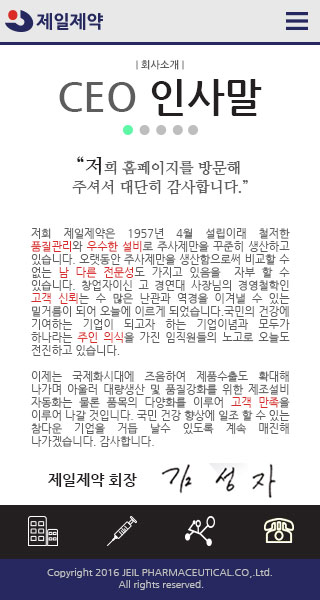 제일제약
| 회사소개 |
CEO 인사말
“저희 홈페이지를 방문해
주셔서 대단히 감사합니다.”
저희 제일제약은 1957년 4월 설립이래 철저한
품질관리와 우수한 설비로 주사제만을 꾸준히 생산하고
있습니다. 오랫동안 주사제만을 생산함으로써 비교할 수
없는 남 다른 전문성도 가지고 있음을 자부 할 수
있습니다. 창업자이신 고 경연대 사장님의 경영철학인
고객 신뢰는 수 많은 난관과 역경을 이겨낼 수 있는
밑거름이 되어 오늘에 이르게 되었습니다.국민의 건강에
기여하는 기업이 되고자 하는 기업이념과 모두가
하나라는 주인 의식을 가진 임직원들의 노고로 오늘도
전진하고 있습니다.
이제는 국제화시대에 즈음하여 제품수출도 확대해
나가며 아울러 대량생산 및 품질강화를 위한 제조설비
자동화는 물론 품목의 다양화를 이루어 고객 만족을
이루어 나갈 것입니다. 국민 건강 향상에 일조 할 수 있는
참다운 기업을 거듭 날수 있도록 계속 매진해
나가겠습니다. 감사합니다.
제일제약 회장 김 성 자
Copyright 2016 JEIL PHARMACEUTICAL.CO,.Ltd.
All rights reserved.